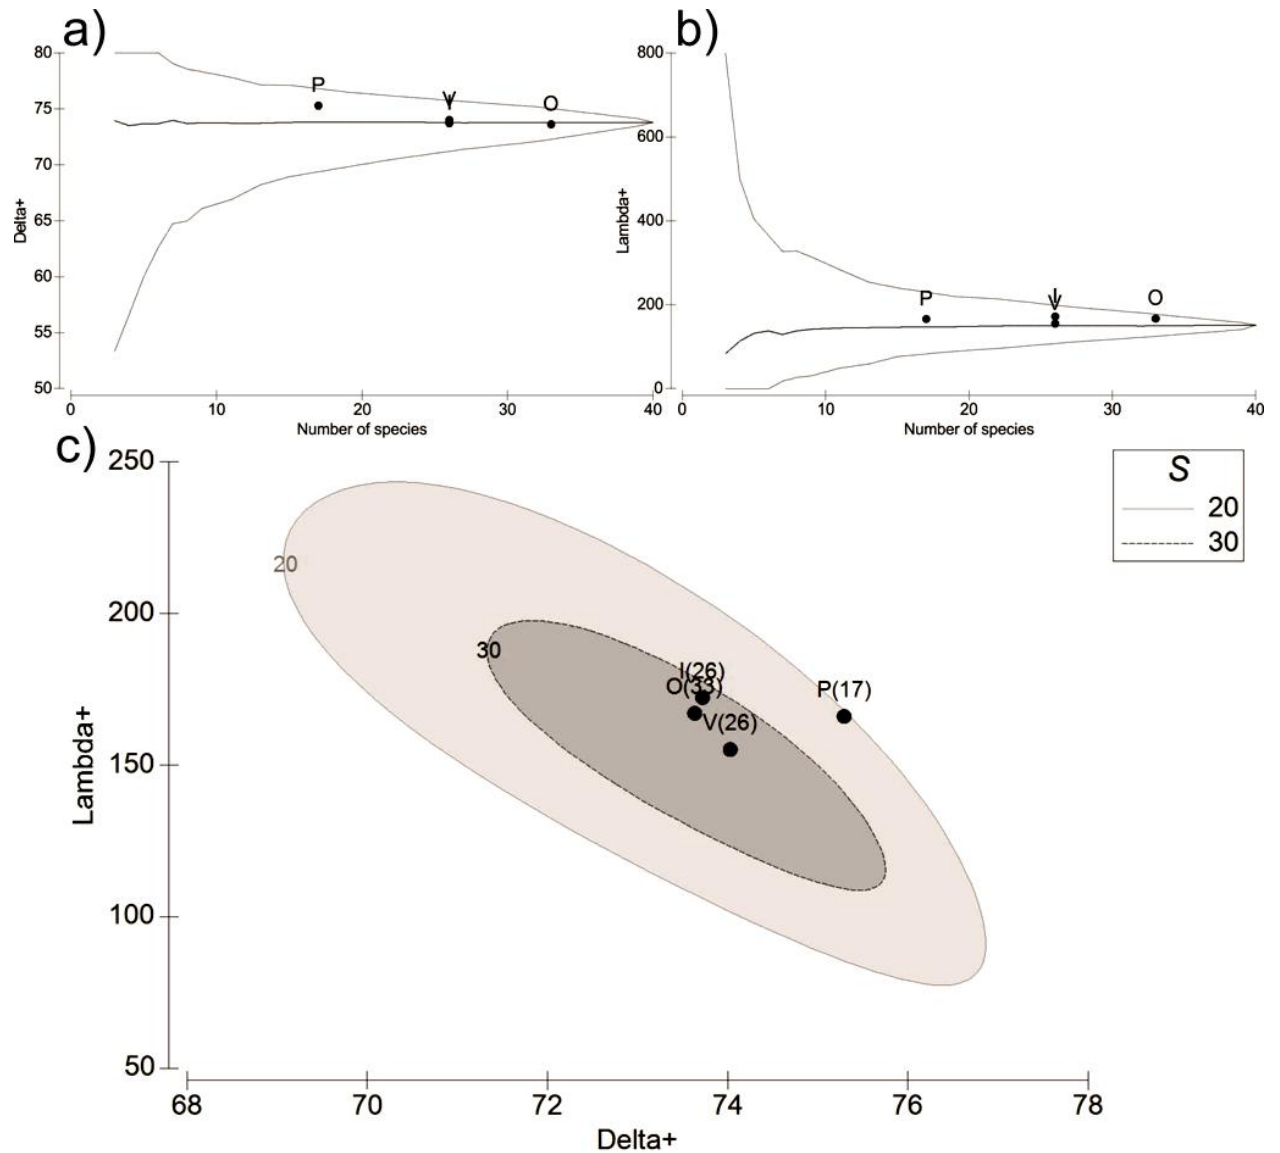 a)
80
75
70
65
60
55
50
Delta+
P
V
I
O
0
10
20
30
40
Number of species
b)
800
600
400
200
0
Lambda+
P
I
V
O
0
10
20
30
40
Number of species
c)
250
200
150
100
50
Lambda+
20
30
I(26)
O(33)
V(26)
P(17)
S
20
30
68
70
72
74
76
78
Delta+